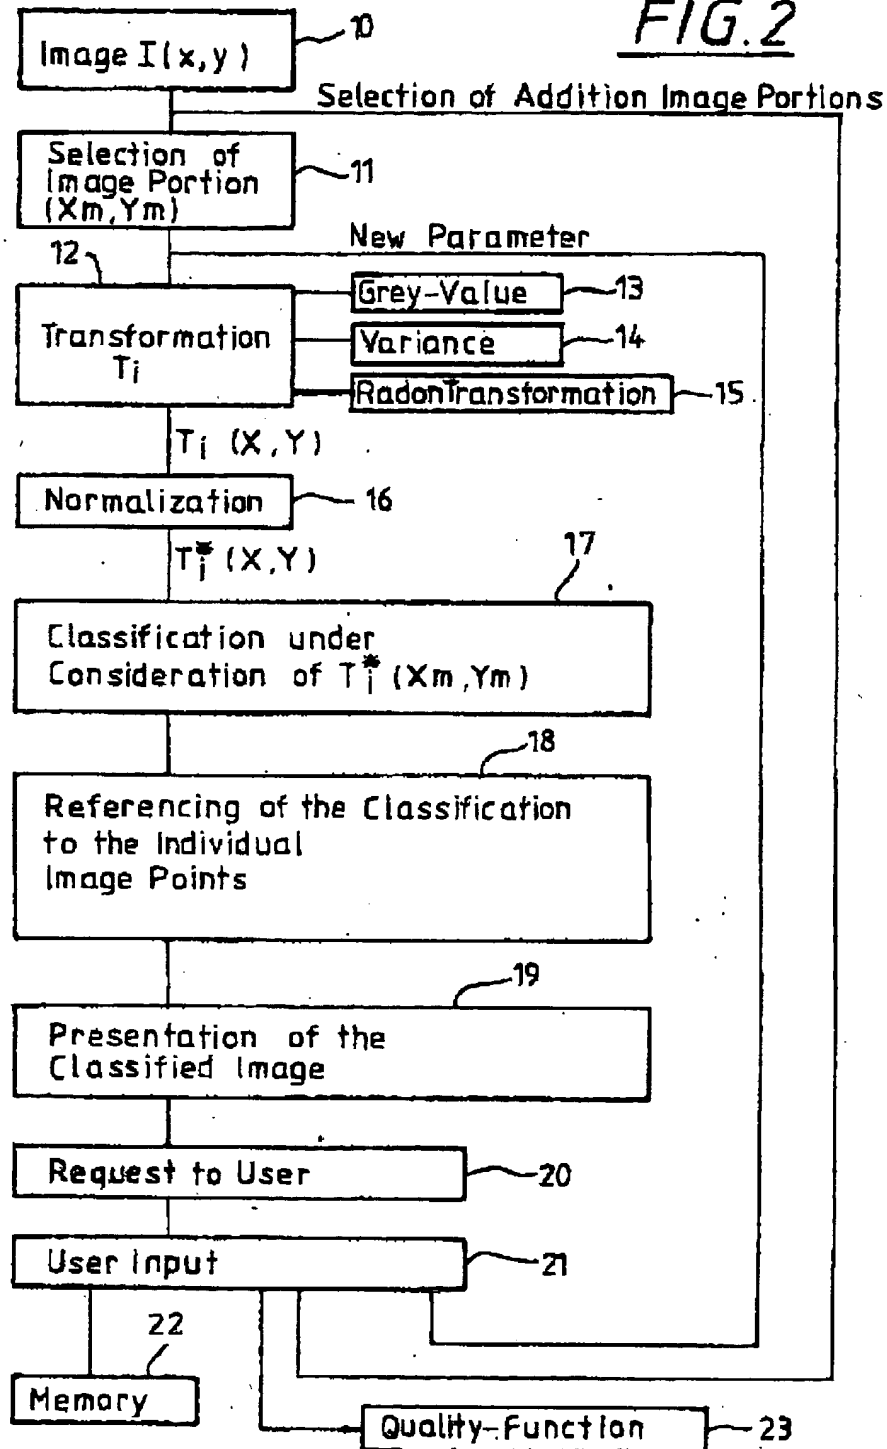 FIG.2
10
Image I(x,y)
Selection of Addition Image Portions
Selection of
Image Portion
(Xm,Ym)
11
New Parameter
12
Grey-Value
13
Transformation
Ti
Variance
14
RadonTransformation
15
Ti (X,Y)
Normalization
16
Ti* (X,Y)
17
Classification under
Consideration of Ti* (Xm,Ym)
18
Referencing of the Classification
to the Individual
Image Points
19
Presentation of the
Classified Image
Request to User
20
User Input
21
22
Memory
Quality-Function
23